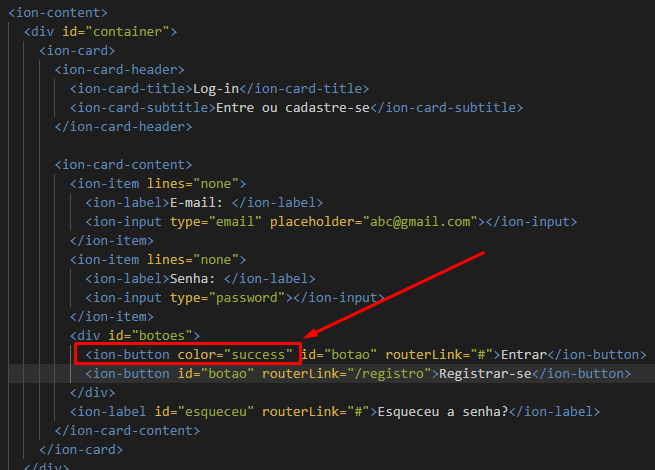 <ion-content>
<div id="container">
<ion-card>
<ion-card-header>
<ion-card-title>Log-in</ion-card-title>
<ion-card-subtitle>Entre ou cadastre-se</ion-card-subtitle>
</ion-card-header>
<ion-card-content>
<ion-item lines="none">
<ion-label>E-mail: </ion-label>
<ion-input type="email" placeholder="abc@gmail.com"></ion-input>
</ion-item>
<ion-item lines="none">
<ion-label>Senha: </ion-label>
<ion-input type="password"></ion-input>
</ion-item>
<div id="botoes">
<ion-button color="success" id="botao" routerLink="#">Entrar</ion-button>
<ion-button id="botao" routerLink="/registro">Registrar-se</ion-button>
</div>
<ion-label id="esqueceu" routerLink="#">Esqueceu a senha?</ion-label>
</ion-card-content>
</ion-card>
</div>